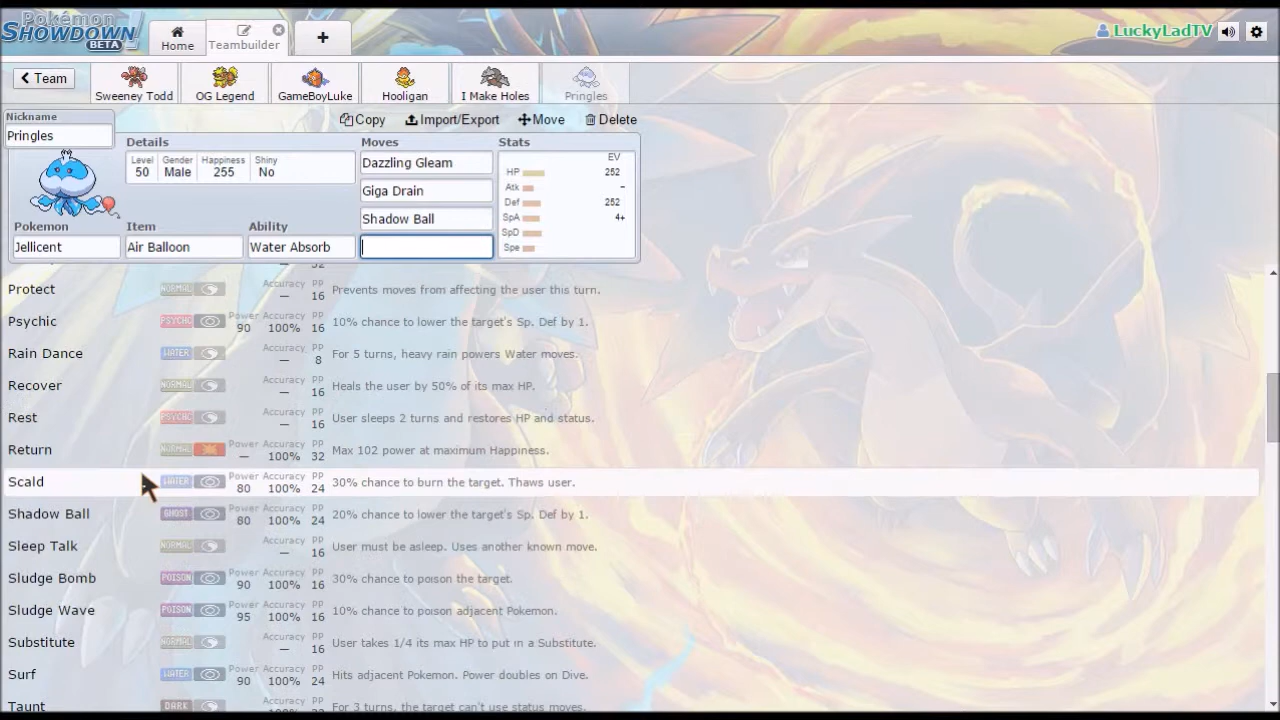 Pokémon
SHOWDOWN
BETA
Home
Teambuilder
+
LuckyLadTV
Team
Sweeney Todd
OG Legend
GameBoyLuke
Hooligan
I Make Holes
Pringles
Nickname
Pringles
Copy
Import/Export
Move
Delete
Details
Level Gender Happiness Shiny
50 Male 255 No
Pokemon
Jellicent
Item
Air Balloon
Ability
Water Absorb
Moves
Dazzling Gleam
Giga Drain
Shadow Ball
Stats
EV
HP 252
Atk -
Def 252
SpA 4+
SpD
Spe
Protect NORMAL Accuracy — PP 16 Prevents moves from affecting the user this turn.
Psychic PSYCHC Power 90 Accuracy 100% PP 16 10% chance to lower the target's Sp. Def by 1.
Rain Dance WATER Accuracy — PP 8 For 5 turns, heavy rain powers Water moves.
Recover NORMAL Accuracy — PP 16 Heals the user by 50% of its max HP.
Rest PSYCHC Accuracy — PP 16 User sleeps 2 turns and restores HP and status.
Return NORMAL Power — Accuracy 100% PP 32 Max 102 power at maximum Happiness.
Scald WATER Power 80 Accuracy 100% PP 24 30% chance to burn the target. Thaws user.
Shadow Ball GHOST Power 80 Accuracy 100% PP 24 20% chance to lower the target's Sp. Def by 1.
Sleep Talk NORMAL Accuracy — PP 16 User must be asleep. Uses another known move.
Sludge Bomb POISON Power 90 Accuracy 100% PP 16 30% chance to poison the target.
Sludge Wave POISON Power 95 Accuracy 100% PP 16 10% chance to poison adjacent Pokemon.
Substitute NORMAL Accuracy — PP 16 User takes 1/4 its max HP to put in a Substitute.
Surf WATER Power 90 Accuracy 100% PP 24 Hits adjacent Pokemon. Power doubles on Dive.
Taunt DARK Accuracy PP For 3 turns, the target can't use status moves.